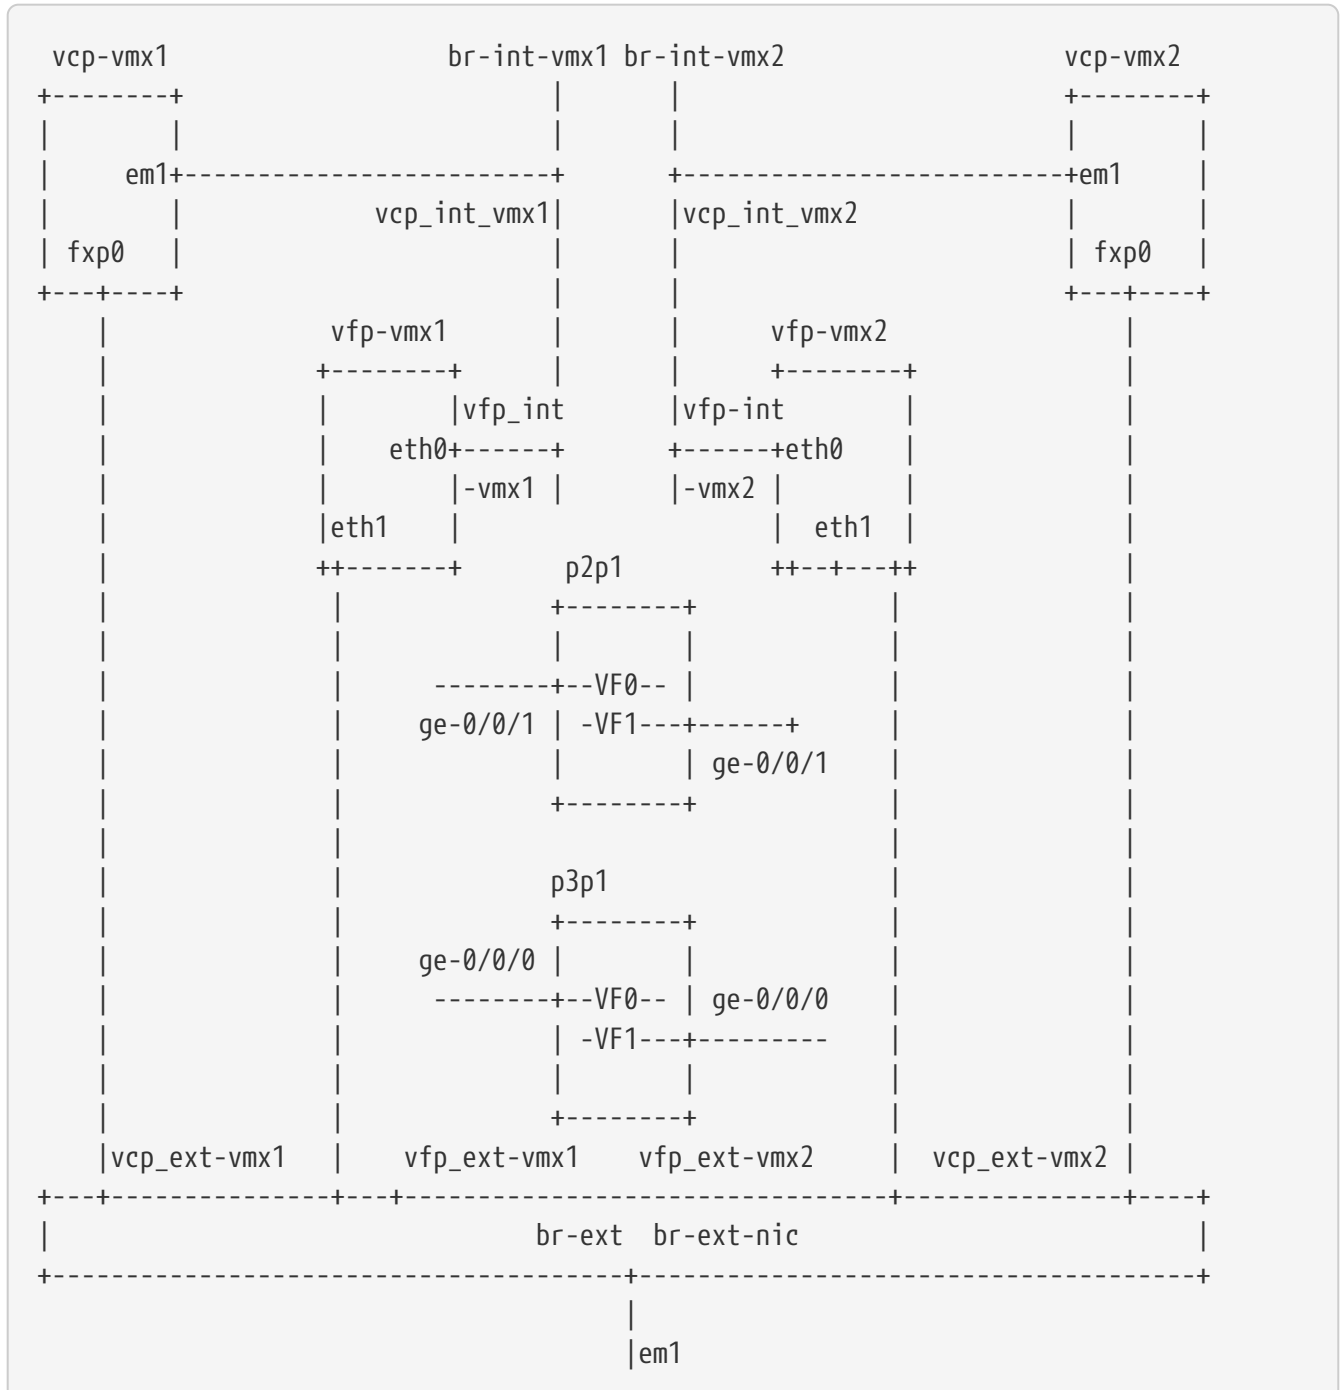 vcp-vmx1 br-int-vmx1 br-int-vmx2 vcp-vmx2
em1 em1
vcp_int_vmx1 vcp_int_vmx2
fxp0 fxp0
vfp-vmx1 vfp-vmx2
vfp_int vfp-int
eth0 eth0
-vmx1 -vmx2
eth1 eth1
p2p1
--VF0--
ge-0/0/1 -VF1---
ge-0/0/1
p3p1
ge-0/0/0
--VF0-- ge-0/0/0
-VF1---
vcp_ext-vmx1 vfp_ext-vmx1 vfp_ext-vmx2 vcp_ext-vmx2
br-ext br-ext-nic
em1